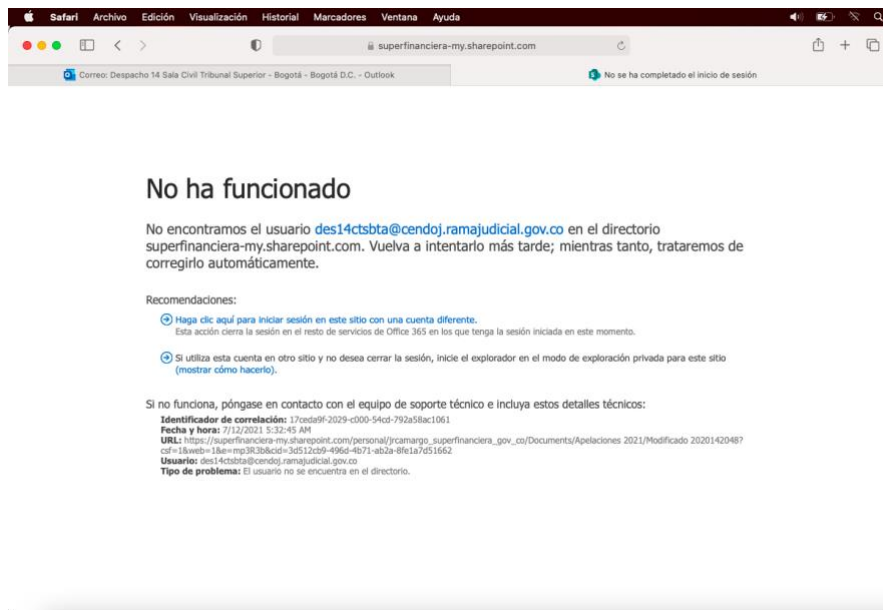 Safari Archivo Edición Visualización Historial Marcadores Ventana Ayuda
superfinanciera-my.sharepoint.com
Correo: Despacho 14 Sala Civil Tribunal Superior - Bogotá - Bogotá D.C. - Outlook
No se ha completado el inicio de sesión
No ha funcionado
No encontramos el usuario des14ctsbta@cendoj.ramajudicial.gov.co en el directorio
superfinanciera-my.sharepoint.com. Vuelva a intentarlo más tarde; mientras tanto, trataremos de
corregirlo automáticamente.
Recomendaciones:
Haga clic aquí para iniciar sesión en este sitio con una cuenta diferente.
Esta acción cierra la sesión en el resto de servicios de Office 365 en los que tenga la sesión iniciada en este momento.
Si utiliza esta cuenta en otro sitio y no desea cerrar la sesión, inicie el explorador en el modo de exploración privada para este sitio
(mostrar cómo hacerlo).
Si no funciona, póngase en contacto con el equipo de soporte técnico e incluya estos detalles técnicos:
Identificador de correlación: 17ceda9f-2029-c000-54cd-792a58ac1061
Fecha y hora: 7/12/2021 5:32:45 AM
URL: https://superfinanciera-my.sharepoint.com/personal/jrcamargo_superfinanciera_gov_co/Documents/Apelaciones 2021/Modificado 2020142048?
csf=1&web=1&e=mp3R3b&cid=3d512cb9-496d-4b71-ab2a-8fe1a7d51662
Usuario: des14ctsbta@cendoj.ramajudicial.gov.co
Tipo de problema: El usuario no se encuentra en el directorio.